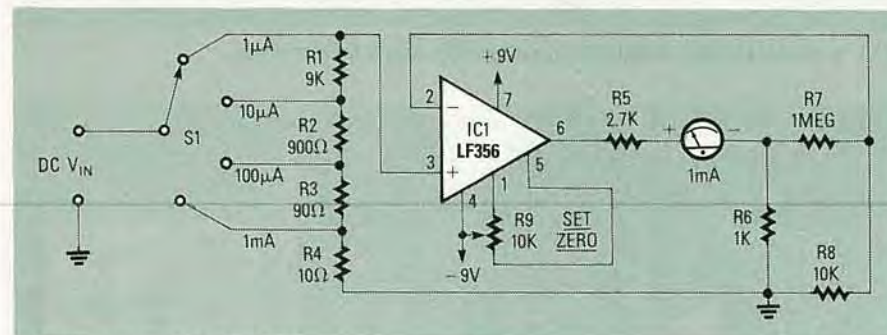 1µA
R1
9K
10µA
R2
900Ω
S1
DC VIN
100µA
R3
90Ω
1mA
R4
10Ω
+9V
2
−
7
IC1
LF356
6
3
+
5
4
1
R9
10K
SET
ZERO
−9V
R5
2.7K
+
−
1mA
R7
1MEG
R6
1K
R8
10K